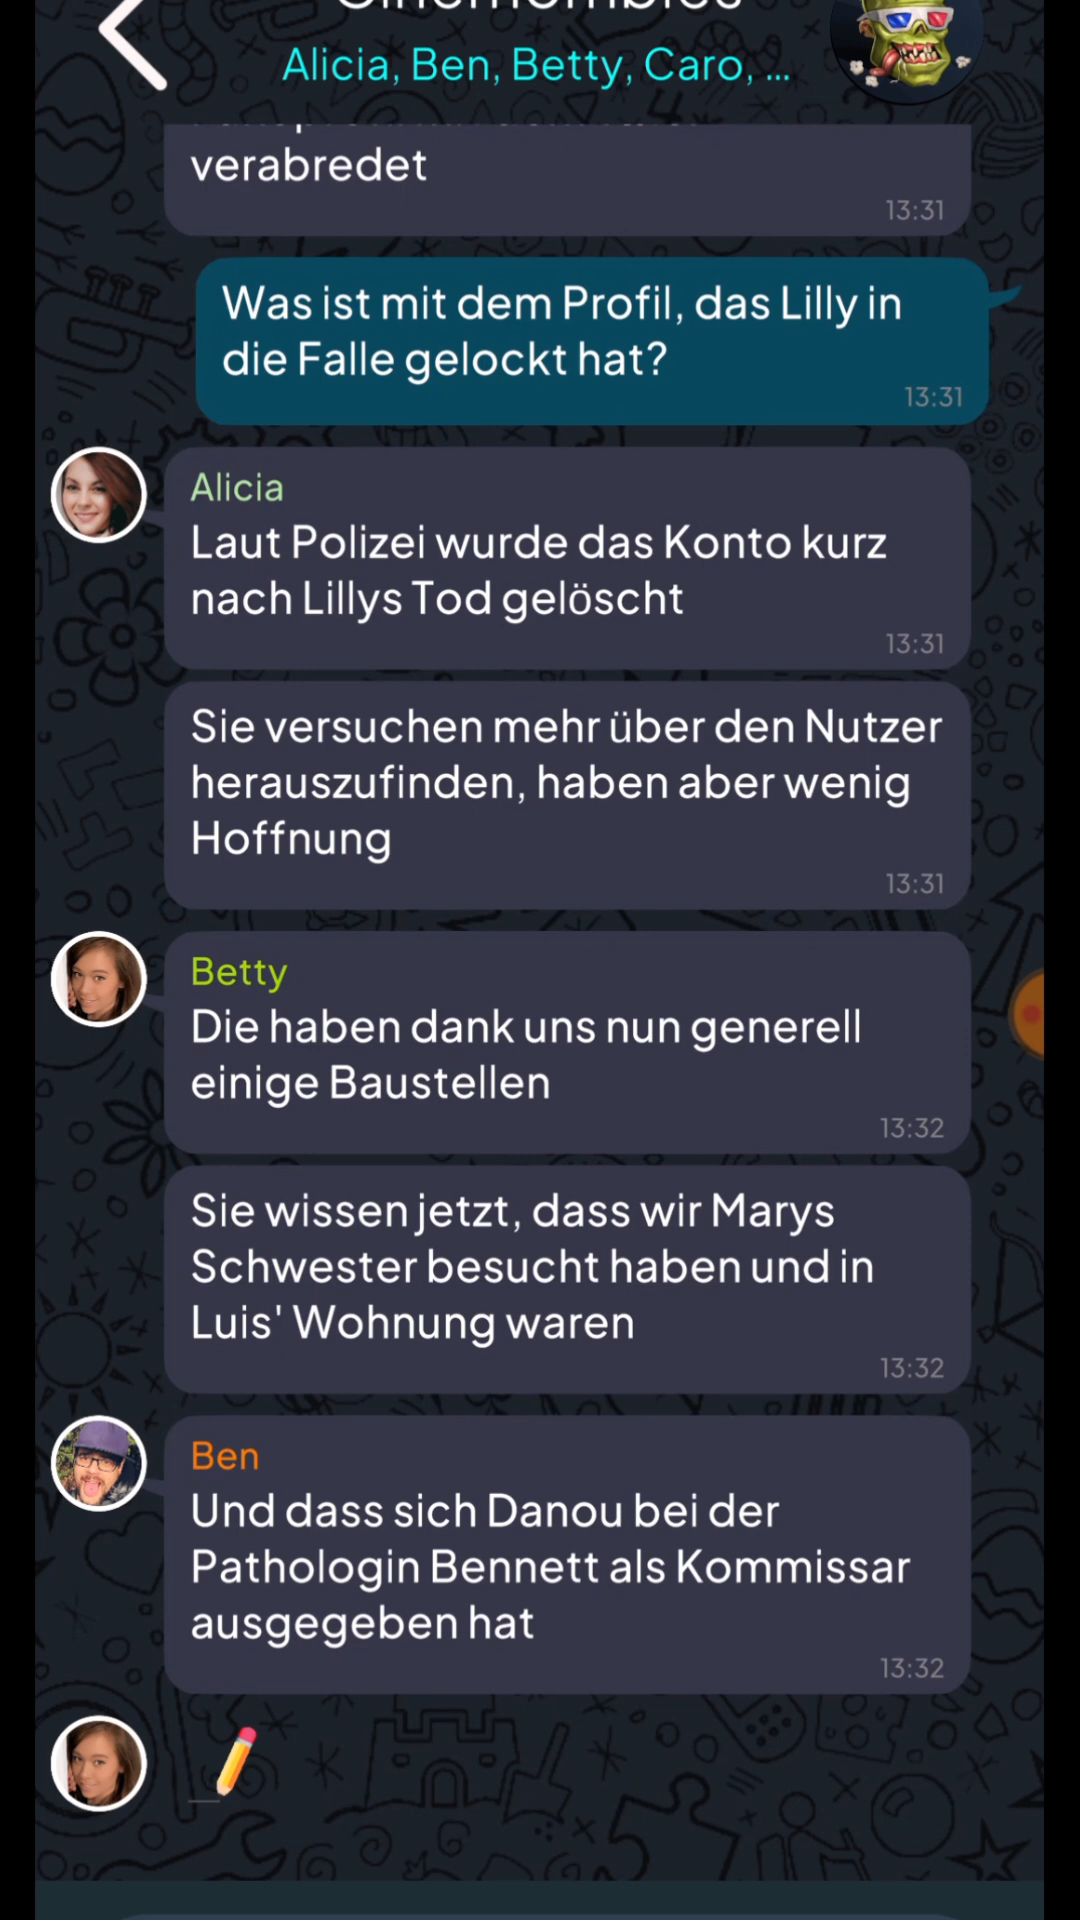 Alicia, Ben, Betty, Caro, ...
verabredet
13:31
Was ist mit dem Profil, das Lilly in
die Falle gelockt hat?
13:31
Alicia
Laut Polizei wurde das Konto kurz
nach Lillys Tod gelöscht
13:31
Sie versuchen mehr über den Nutzer
herauszufinden, haben aber wenig
Hoffnung
13:31
Betty
Die haben dank uns nun generell
einige Baustellen
13:32
Sie wissen jetzt, dass wir Marys
Schwester besucht haben und in
Luis' Wohnung waren
13:32
Ben
Und dass sich Danou bei der
Pathologin Bennett als Kommissar
ausgegeben hat
13:32